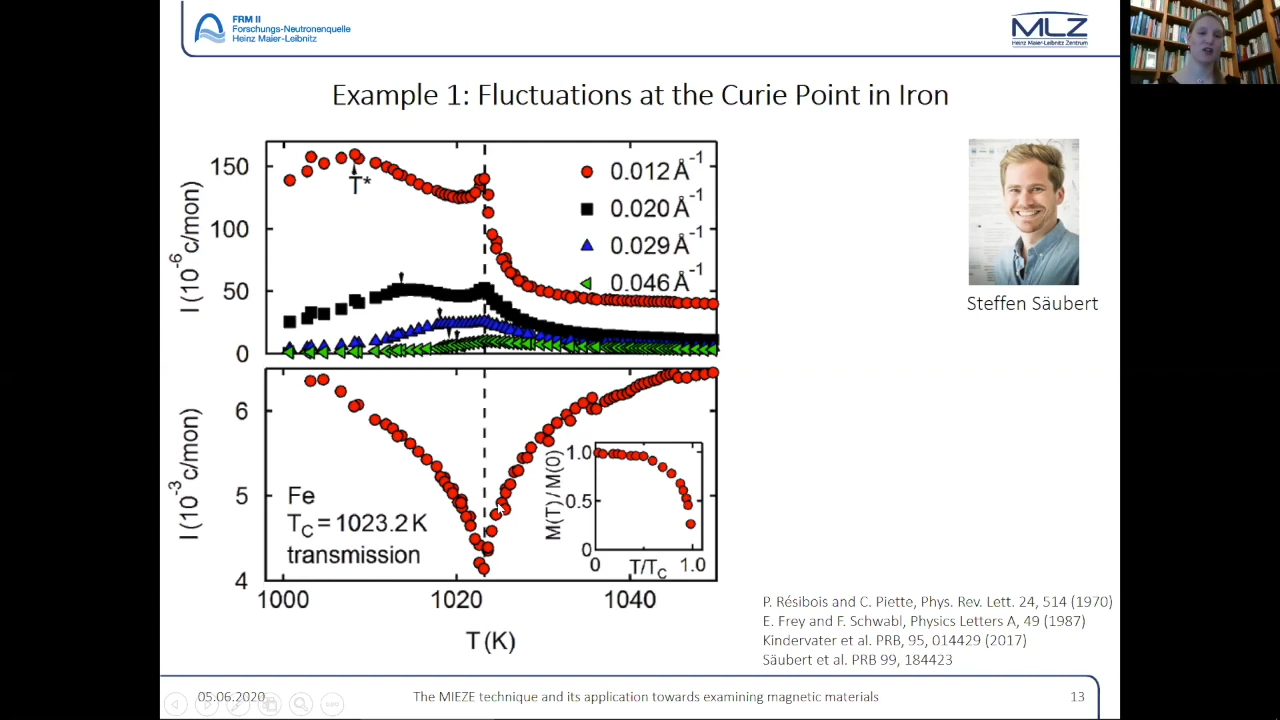 FRM II
Forschungs-Neutronenquelle
Heinz Maier-Leibnitz
MLZ
Heinz Maier-Leibnitz Zentrum
Example 1: Fluctuations at the Curie Point in Iron
I (10⁻⁶ c/mon)
150
100
50
0
T*
0.012 Å⁻¹
0.020 Å⁻¹
0.029 Å⁻¹
0.046 Å⁻¹
I (10⁻³ c/mon)
6
5
4
Fe
T_C = 1023.2 K
transmission
M(T) / M(0)
1.0
0.5
0
0 T/T_C 1.0
1000 1020 1040
T (K)
Steffen Säubert
P. Résibois and C. Piette, Phys. Rev. Lett. 24, 514 (1970)
E. Frey and F. Schwabl, Physics Letters A, 49 (1987)
Kindervater et al. PRB, 95, 014429 (2017)
Säubert et al. PRB 99, 184423
05.06.2020 The MIEZE technique and its application towards examining magnetic materials 13